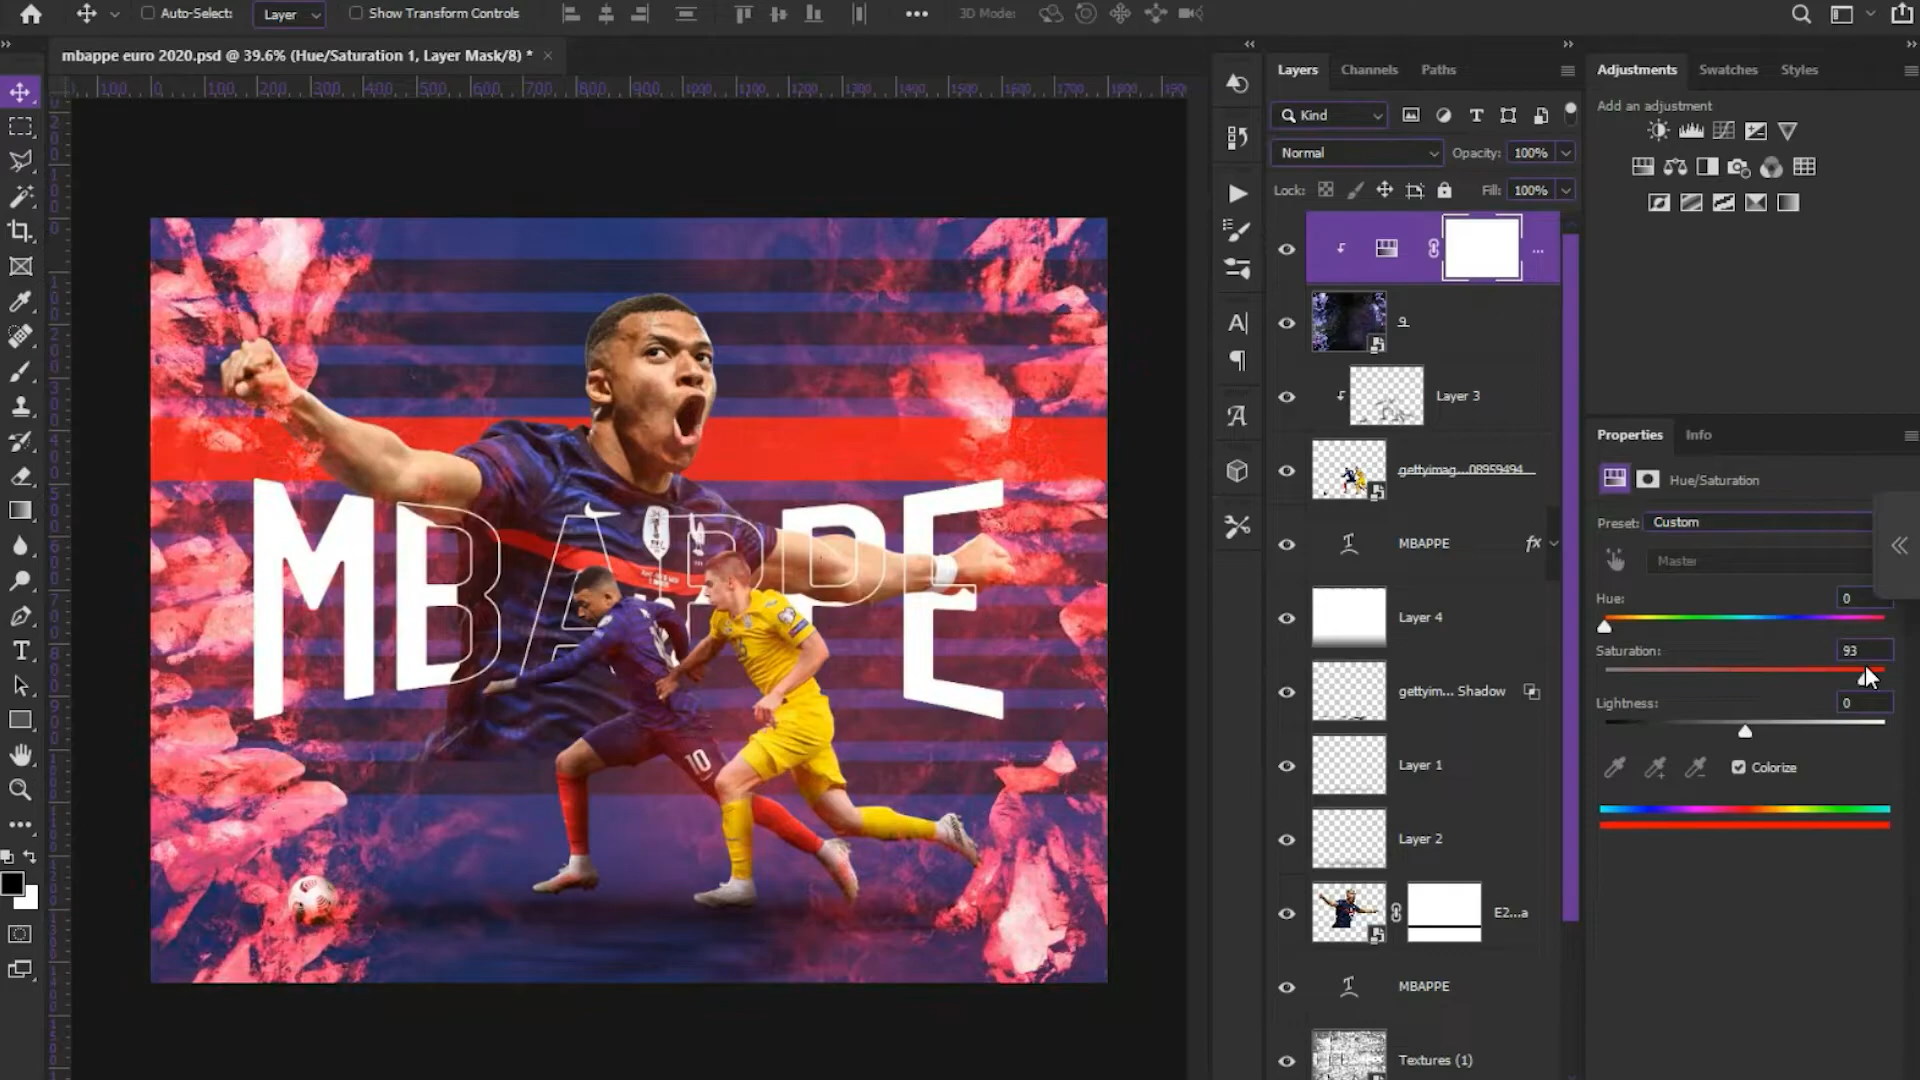 Auto-Select: Layer Show Transform Controls 3D Mode:
mbappe euro 2020.psd @ 39.6% (Hue/Saturation 1, Layer Mask/8) *
Layers Channels Paths
Kind
Normal Opacity: 100%
Lock: Fill: 100%
9
Layer 3
gettyimag...08959494...
MBAPPE fx
Layer 4
gettyim... Shadow
Layer 1
Layer 2
E2...a
MBAPPE
Textures (1)
Adjustments Swatches Styles
Add an adjustment
Properties Info
Hue/Saturation
Preset: Custom
Master
Hue: 0
Saturation: 93
Lightness: 0
Colorize
MBAPPE
10